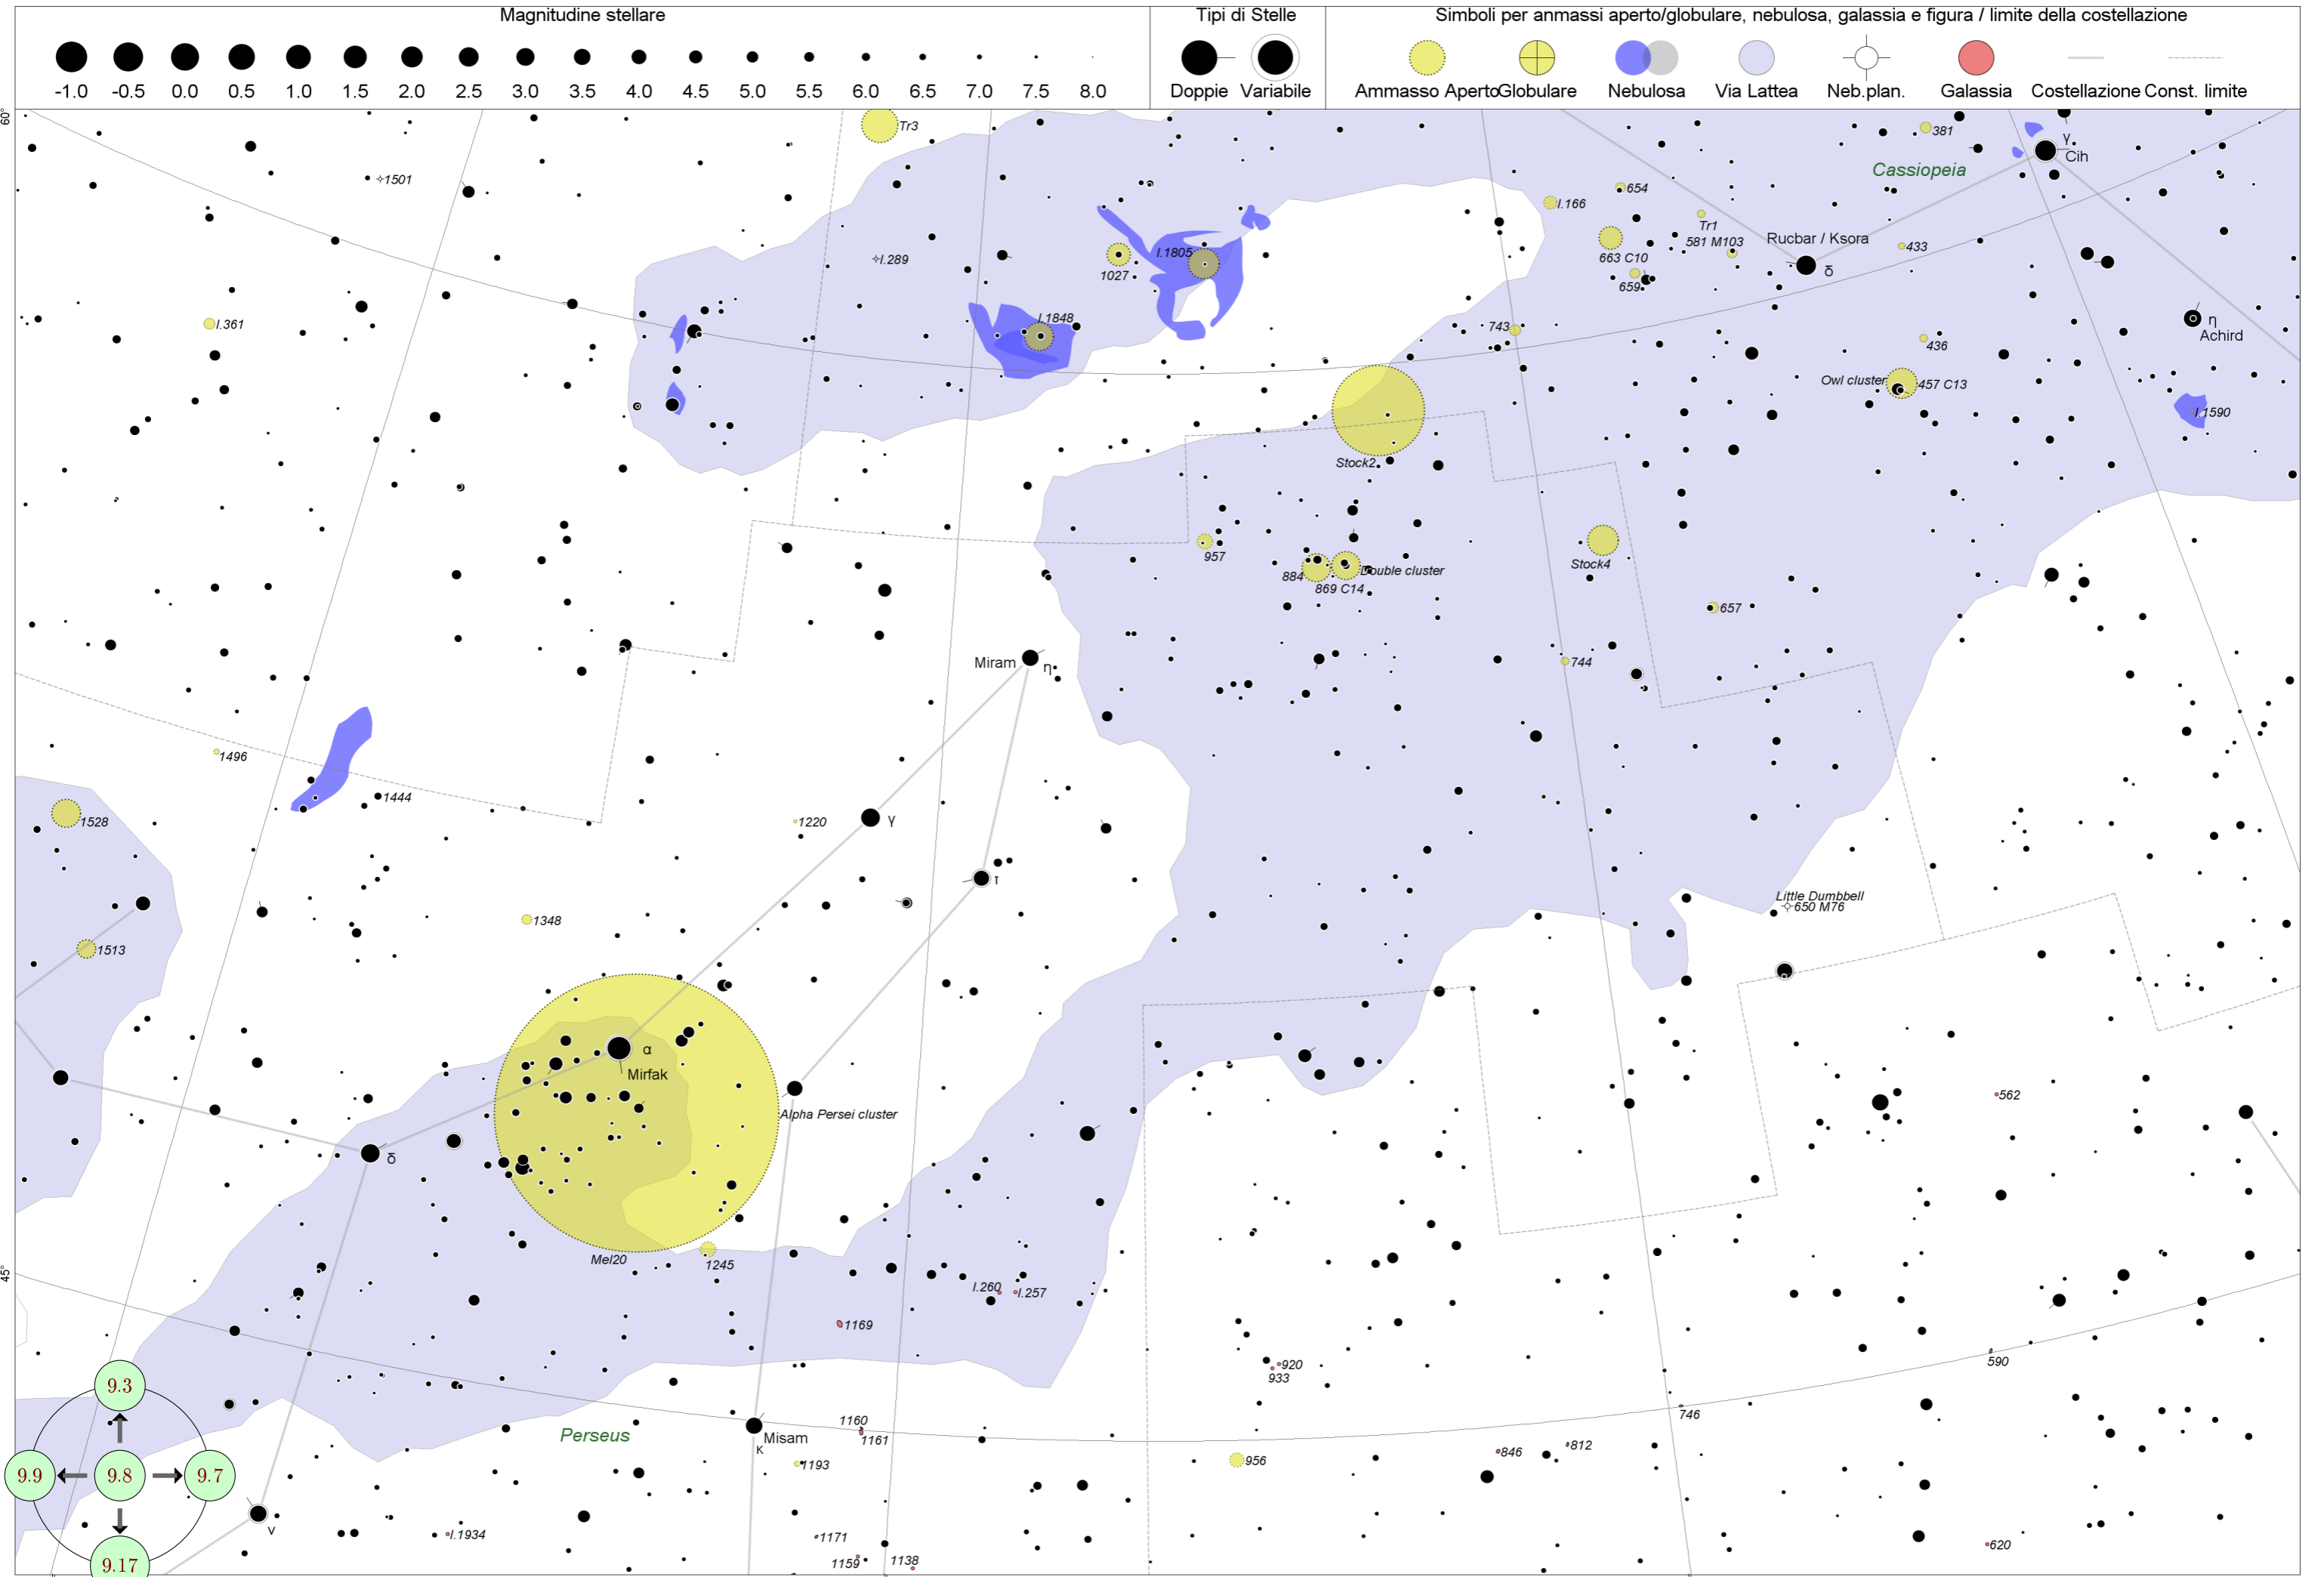 Magnitudine stellare
Tipi di Stelle
Simboli per anmassi aperto/globulare, nebulosa, galassia e figura / limite della costellazione
-1.0 -0.5 0.0 0.5 1.0 1.5 2.0 2.5 3.0 3.5 4.0 4.5 5.0 5.5 6.0 6.5 7.0 7.5 8.0
Doppie Variabile
Ammasso Aperto Globulare Nebulosa Via Lattea Neb.plan. Galassia Costellazione Const. limite
60°
Tr3
381
γ
Cih
Cassiopeia
1501
654
I.166
Tr1
581 M103
Rucbar / Ksora
δ
433
I.289
1027
I.1805
663 C10
659
I.361
I.1848
743
436
η
Achird
Owl cluster
457 C13
I.1590
Stock2
957
884
Double cluster
869 C14
Stock4
657
Miram
η
744
1496
1444
1528
1220
γ
ι
Little Dumbbell
650 M76
1348
1513
α
Mirfak
Alpha Persei cluster
562
δ
Mel20
1245
45°
I.260
I.257
1169
920
933
590
9.3
746
1160
1161
Perseus
Misam
κ
846
812
956
1193
9.9
9.8
9.7
ν
I.1934
1171
1159
1138
620
9.17